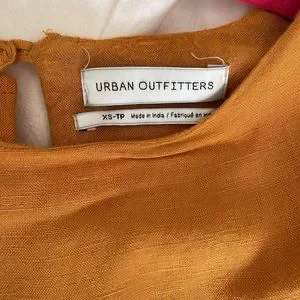 URBAN OUTFITTERS
XS-TP Made in India / Fabriqué en